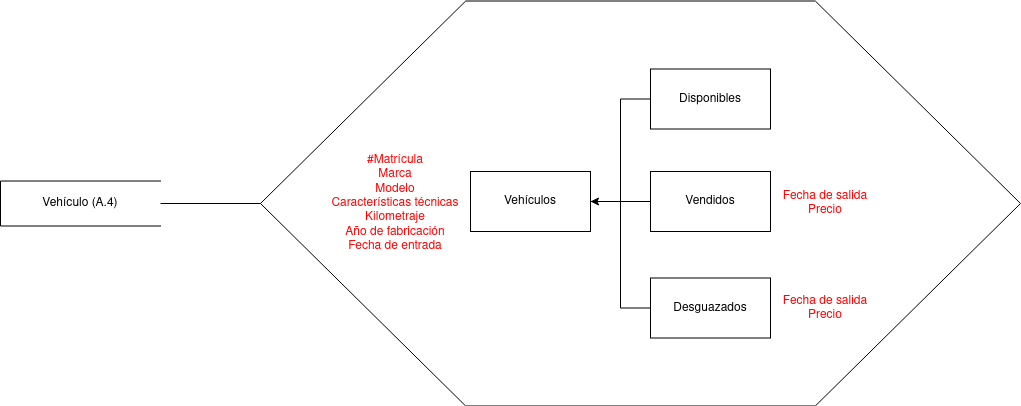 Vehículo (A.4)
#Matrícula
Marca
Modelo
Características técnicas
Kilometraje
Año de fabricación
Fecha de entrada
Vehículos
Disponibles
Vendidos
Fecha de salida
Precio
Desguazados
Fecha de salida
Precio